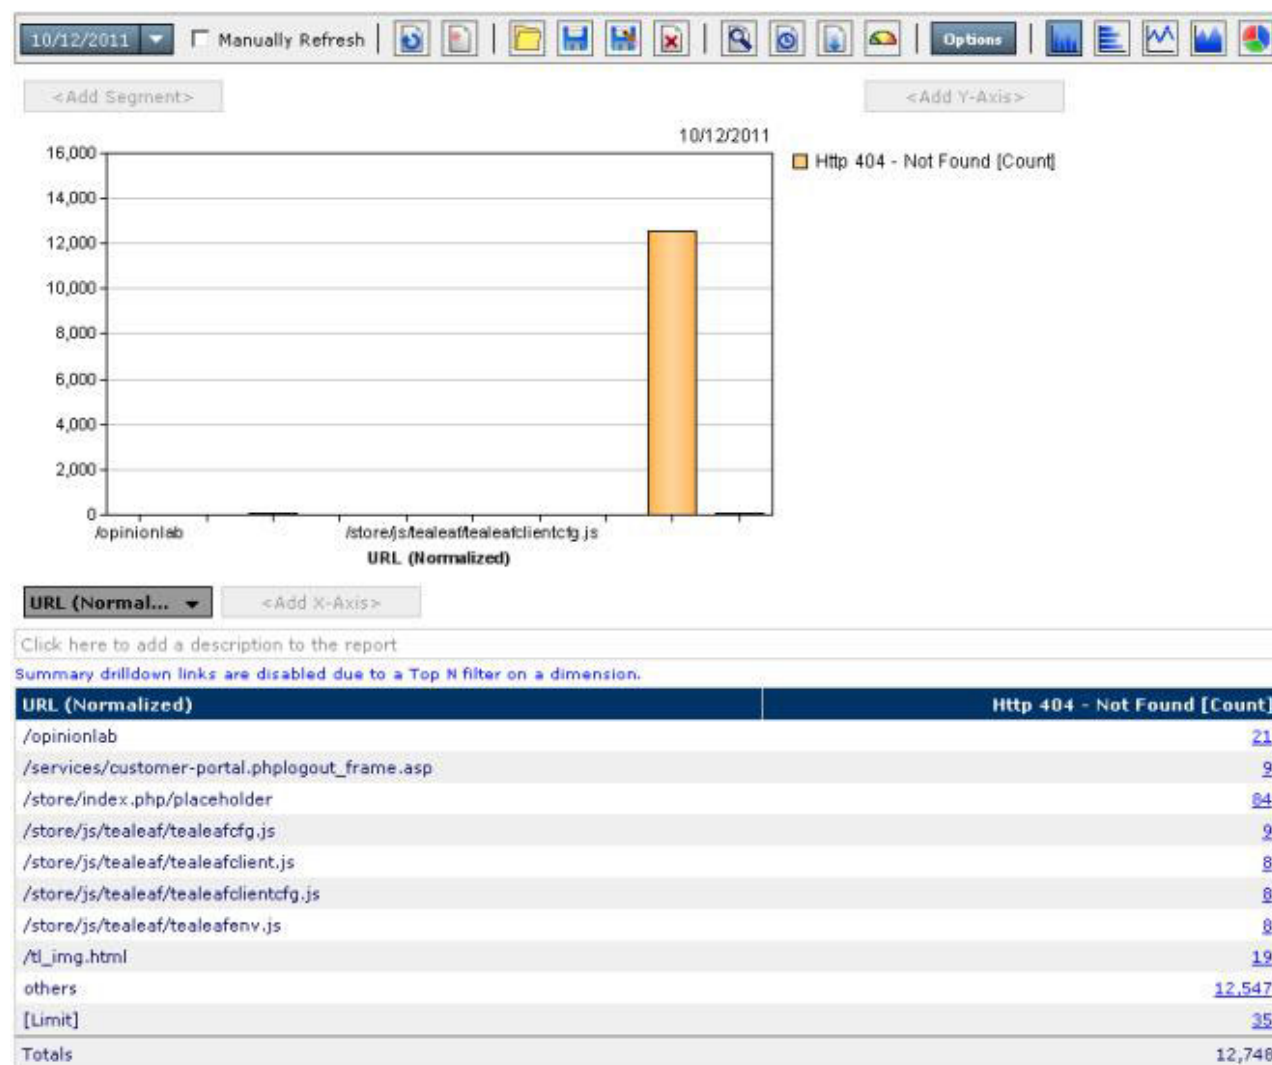 10/12/2011 Manually Refresh Options
<Add Segment> <Add Y-Axis>
10/12/2011
16,000
Http 404 - Not Found [Count]
14,000
12,000
10,000
8,000
6,000
4,000
2,000
0
/opinionlab /store/js/tealeaf/tealeafclientcfg.js
URL (Normalized)
URL (Normal... <Add X-Axis>
Click here to add a description to the report
Summary drilldown links are disabled due to a Top N filter on a dimension.
URL (Normalized) Http 404 - Not Found [Count]
/opinionlab 21
/services/customer-portal.phplogout_frame.asp 9
/store/index.php/placeholder 84
/store/js/tealeaf/tealeafcfg.js 9
/store/js/tealeaf/tealeafclient.js 8
/store/js/tealeaf/tealeafclientcfg.js 8
/store/js/tealeaf/tealeafenv.js 8
/tl_img.html 19
others 12,547
[Limit] 35
Totals 12,748